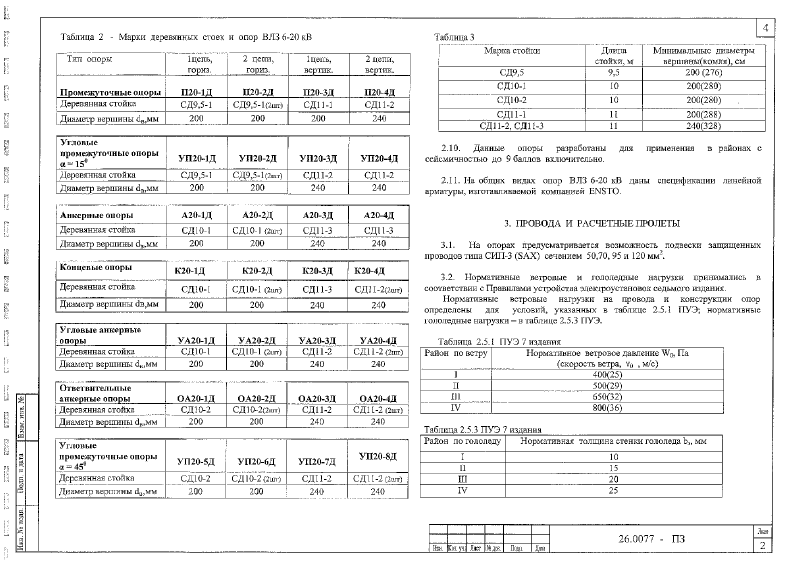 4
Таблица 2 - Марки деревянных стоек и опор ВЛЗ 6-20 кВ
Тип опоры 1цепь, гориз. 2 цепи, гориз. 1цепь, вертик. 2 цепи, вертик.
Промежуточные опоры П20-1Д П20-2Д П20-3Д П20-4Д
Деревянная стойка СД9,5-1 СД9,5-1(2шт) СД11-1 СД11-2
Диаметр вершины dв,мм 200 200 200 240
Угловые промежуточные опоры α = 15⁰ УП20-1Д УП20-2Д УП20-3Д УП20-4Д
Деревянная стойка СД9,5-1 СД9,5-1(2шт) СД11-2 СД11-2
Диаметр вершины dв,мм 200 200 240 240
Анкерные опоры А20-1Д А20-2Д А20-3Д А20-4Д
Деревянная стойка СД10-1 СД10-1 (2шт) СД11-3 СД11-3
Диаметр вершины dв,мм 200 200 240 240
Концевые опоры К20-1Д К20-2Д К20-3Д К20-4Д
Деревянная стойка СД10-1 СД10-1 (2шт) СД11-3 СД11-2(2шт)
Диаметр вершины dв,мм 200 200 240 240
Угловые анкерные опоры УА20-1Д УА20-2Д УА20-3Д УА20-4Д
Деревянная стойка СД10-1 СД10-1 (2шт) СД11-2 СД11-2 (2шт)
Диаметр вершины dв,мм 200 200 240 240
Ответвительные анкерные опоры ОА20-1Д ОА20-2Д ОА20-3Д ОА20-4Д
Деревянная стойка СД10-2 СД10-2(2шт) СД11-2 СД11-2 (2шт)
Диаметр вершины dв,мм 200 200 240 240
Угловые промежуточные опоры α = 45⁰ УП20-5Д УП20-6Д УП20-7Д УП20-8Д
Деревянная стойка СД10-2 СД10-2 (2шт) СД11-2 СД11-2 (2шт)
Диаметр вершины dв,мм 200 200 240 240
Таблица 3
Марка стойки Длина стойки, м Минимальные диаметры вершины(комля), см
СД9,5 9,5 200 (276)
СД10-1 10 200(280)
СД10-2 10 200(280)
СД11-1 11 200(288)
СД11-2, СД11-3 11 240(328)
2.10. Данные опоры разработаны для применения в районах с
сейсмичностью до 9 баллов включительно.
2.11. На общих видах опор ВЛЗ 6-20 кВ даны спецификации линейной
арматуры, изготавливаемой компанией ENSTO.
3. ПРОВОДА И РАСЧЕТНЫЕ ПРОЛЕТЫ
3.1. На опорах предусматривается возможность подвески защищенных
проводов типа СИП-3 (SAX) сечением 50,70, 95 и 120 мм².
3.2. Нормативные ветровые и гололедные нагрузки принимались в
соответствии с Правилами устройства электроустановок седьмого издания.
Нормативные ветровые нагрузки на провода и конструкции опор
определены для условий, указанных в таблице 2.5.1 ПУЭ; нормативные
гололедные нагрузки – в таблице 2.5.3 ПУЭ.
Таблица 2.5.1 ПУЭ 7 издания
Район по ветру Нормативное ветровое давление W₀, Па (скорость ветра, v₀ , м/с)
I 400(25)
II 500(29)
III 650(32)
IV 800(36)
Таблица 2.5.3 ПУЭ 7 издания
Район по гололеду Нормативная толщина стенки гололеда bэ, мм
I 10
II 15
III 20
IV 25
Взам. инв. №
Подп. и дата
Инв. № подл.
Изм. Кол. уч Лист № док. Подп. Дата
26.0077 - ПЗ
Лист
2